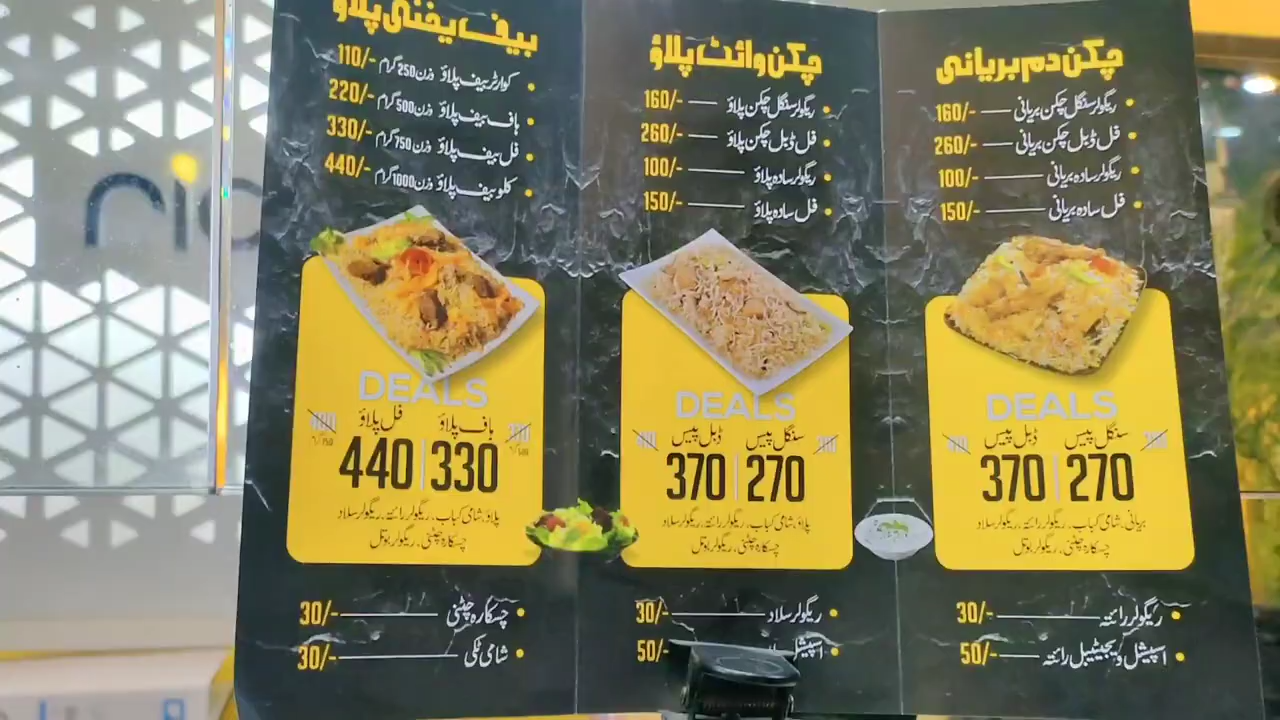 چکن دم بریانی
ریگولر سنگل چکن بریانی 160/-
فل ڈبل چکن بریانی 260/-
ریگولر سادہ بریانی 100/-
فل سادہ بریانی 150/-
DEALS
سنگل پیس ڈبل پیس
270 370
بریانی، شامی کباب، ریگولر رائتہ، ریگولر سلاد
چسکارہ چٹنی، ریگولر بوتل
ریگولر رائتہ 30/-
اسپیشل ویجیٹیبل رائتہ 50/-
چکن وائٹ پلاؤ
ریگولر سنگل چکن پلاؤ 160/-
فل ڈبل چکن پلاؤ 260/-
ریگولر سادہ پلاؤ 100/-
فل سادہ پلاؤ 150/-
DEALS
سنگل پیس ڈبل پیس
270 370
پلاؤ، شامی کباب، ریگولر رائتہ، ریگولر سلاد
چسکارہ چٹنی، ریگولر بوتل
ریگولر سلاد 30/-
اسپیشل 50/-
بیف یخنی پلاؤ
کوارٹر بیف پلاؤ وزن 250 گرام 110/-
ہاف بیف پلاؤ وزن 500 گرام 220/-
فل بیف پلاؤ وزن 750 گرام 330/-
کلو بیف پلاؤ وزن 1000 گرام 440/-
DEALS
ہاف پلاؤ فل پلاؤ
330 440
پلاؤ، شامی کباب، ریگولر رائتہ، ریگولر سلاد
چسکارہ چٹنی، ریگولر بوتل
چسکارہ چٹنی 30/-
شامی ٹکی 30/-